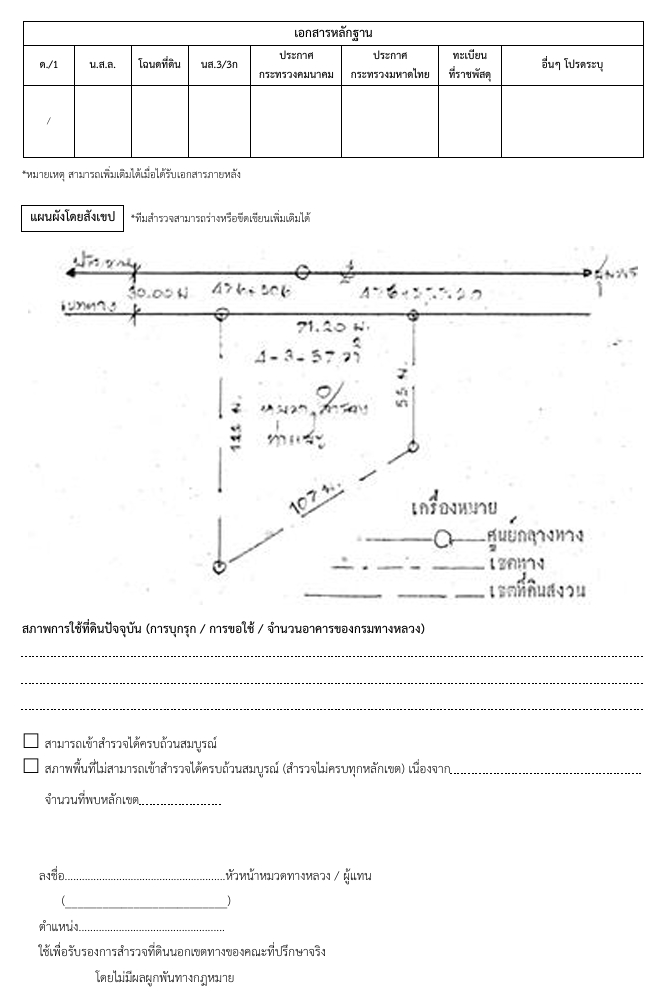 เอกสารหลักฐาน
ด./1 น.ส.ล. โฉนดที่ดิน นส.3/3ก ประกาศกระทรวงคมนาคม ประกาศกระทรวงมหาดไทย ทะเบียนที่ราชพัสดุ อื่นๆ โปรดระบุ
/
*หมายเหตุ สามารถเพิ่มเติมได้เมื่อได้รับเอกสารภายหลัง
แผนผังโดยสังเขป *ทีมสำรวจสามารถร่างหรือขีดเขียนเพิ่มเติมได้
30.00 ม
เขตทาง
71.20 ม.
4-3-57
55 ม.
107 ม.
ท่าแซะ
เครื่องหมาย
ศูนย์กลางทาง
เขตทาง
เขตที่ดินสงวน
สภาพการใช้ที่ดินปัจจุบัน (การบุกรุก / การขอใช้ / จำนวนอาคารของกรมทางหลวง)
สามารถเข้าสำรวจได้ครบถ้วนสมบูรณ์
สภาพพื้นที่ไม่สามารถเข้าสำรวจได้ครบถ้วนสมบูรณ์ (สำรวจไม่ครบทุกหลักเขต) เนื่องจาก
จำนวนที่พบหลักเขต
ลงชื่อ......................................................หัวหน้าหมวดทางหลวง / ผู้แทน
(___________________________)
ตำแหน่ง.................................................
ใช้เพื่อรับรองการสำรวจที่ดินนอกเขตทางของคณะที่ปรึกษาจริง
โดยไม่มีผลผูกพันทางกฎหมาย